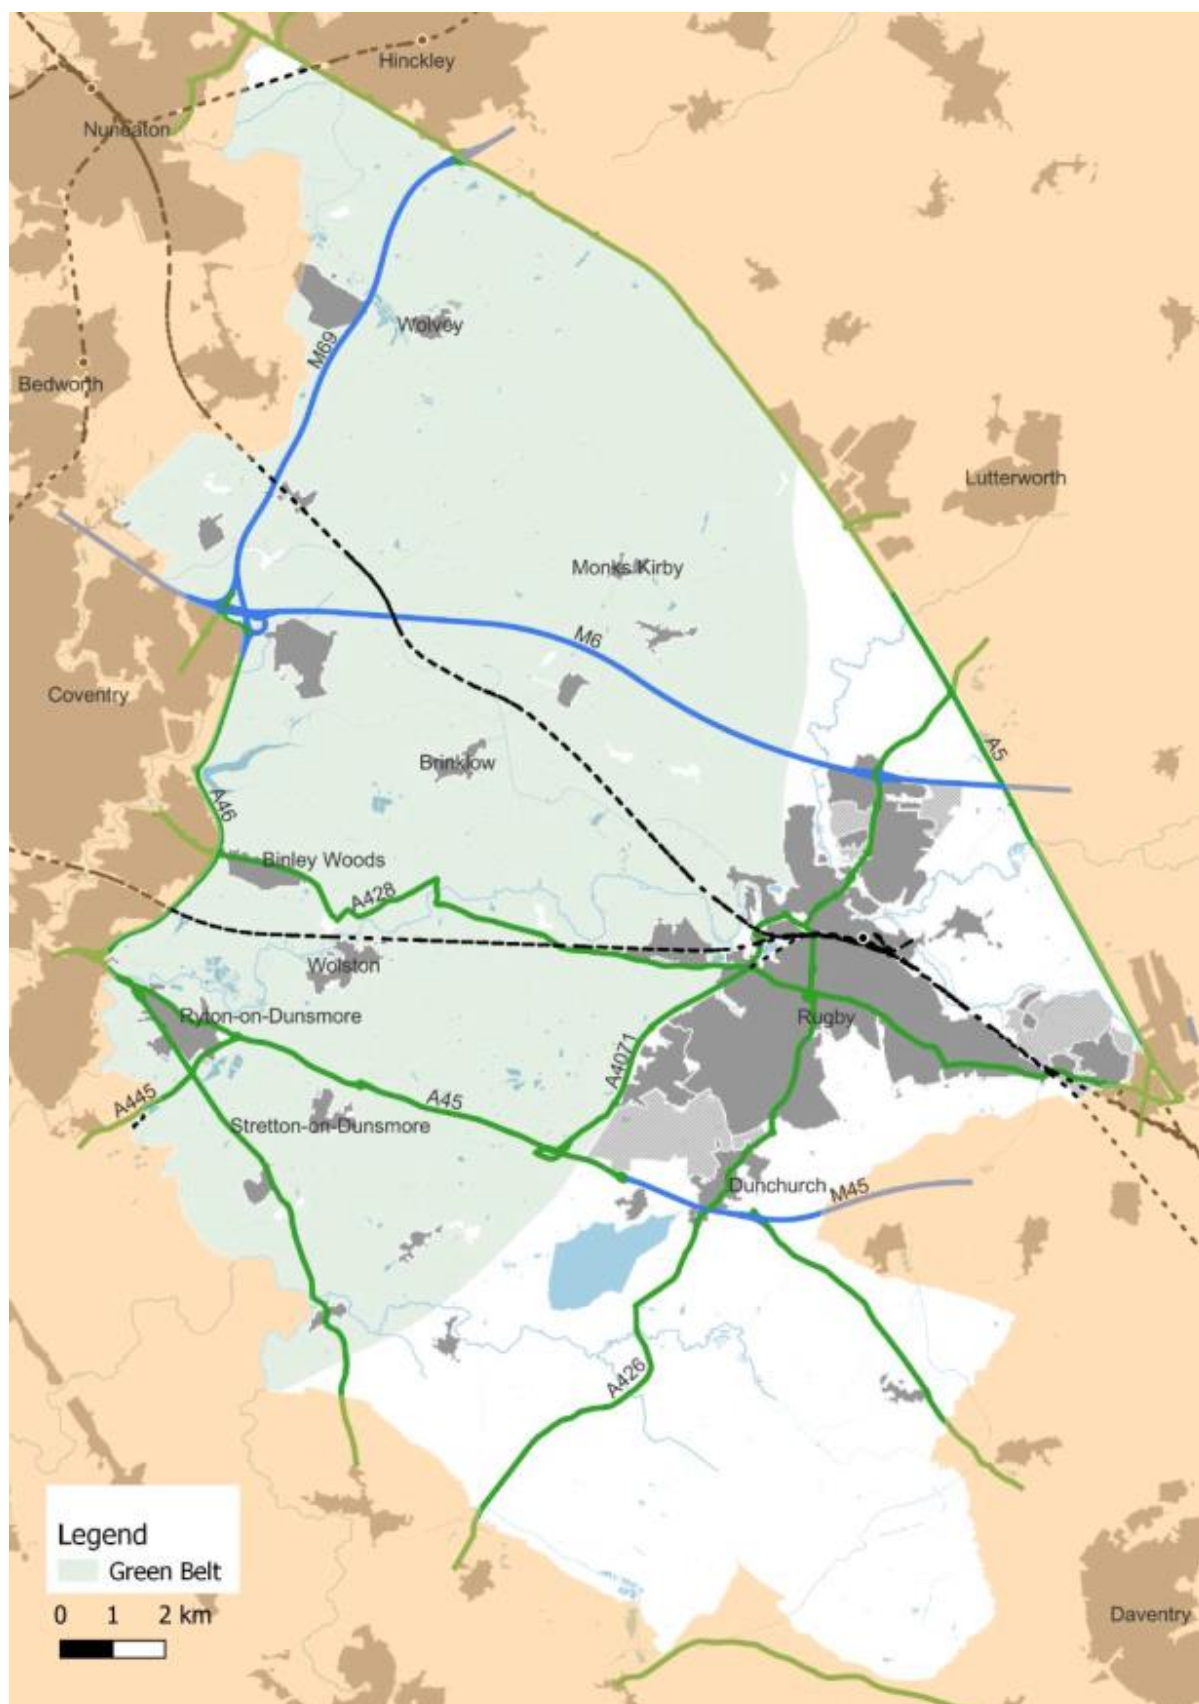 Hinckley
Nuneaton
Wolvey
M69
Bedworth
Lutterworth
Monks Kirby
M6
Coventry
A5
Brinklow
A46
Binley Woods
A428
Wolston
Ryton-on-Dunsmore
Rugby
A4071
A445
A45
Stretton-on-Dunsmore
Dunchurch
M45
A426
Legend
Green Belt
0 1 2 km
Daventry